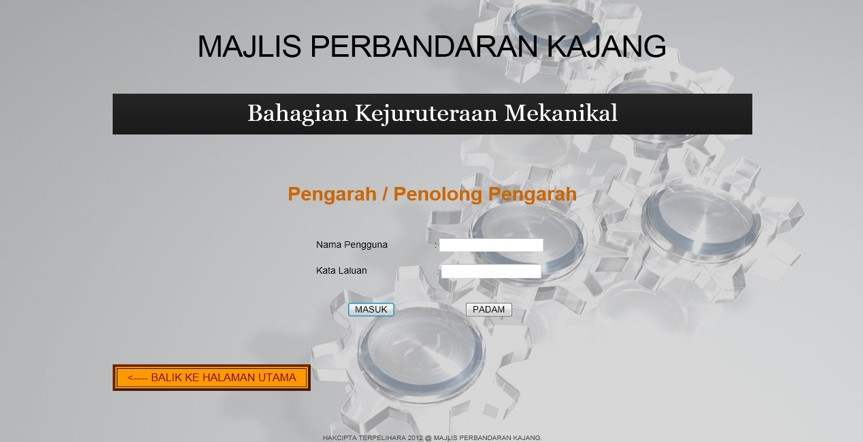 MAJLIS PERBANDARAN KAJANG
Bahagian Kejuruteraan Mekanikal
Pengarah / Penolong Pengarah
Nama Pengguna :
Kata Laluan :
MASUK PADAM
<----- BALIK KE HALAMAN UTAMA
HAKCIPTA TERPELIHARA 2012 @ MAJLIS PERBANDARAN KAJANG.